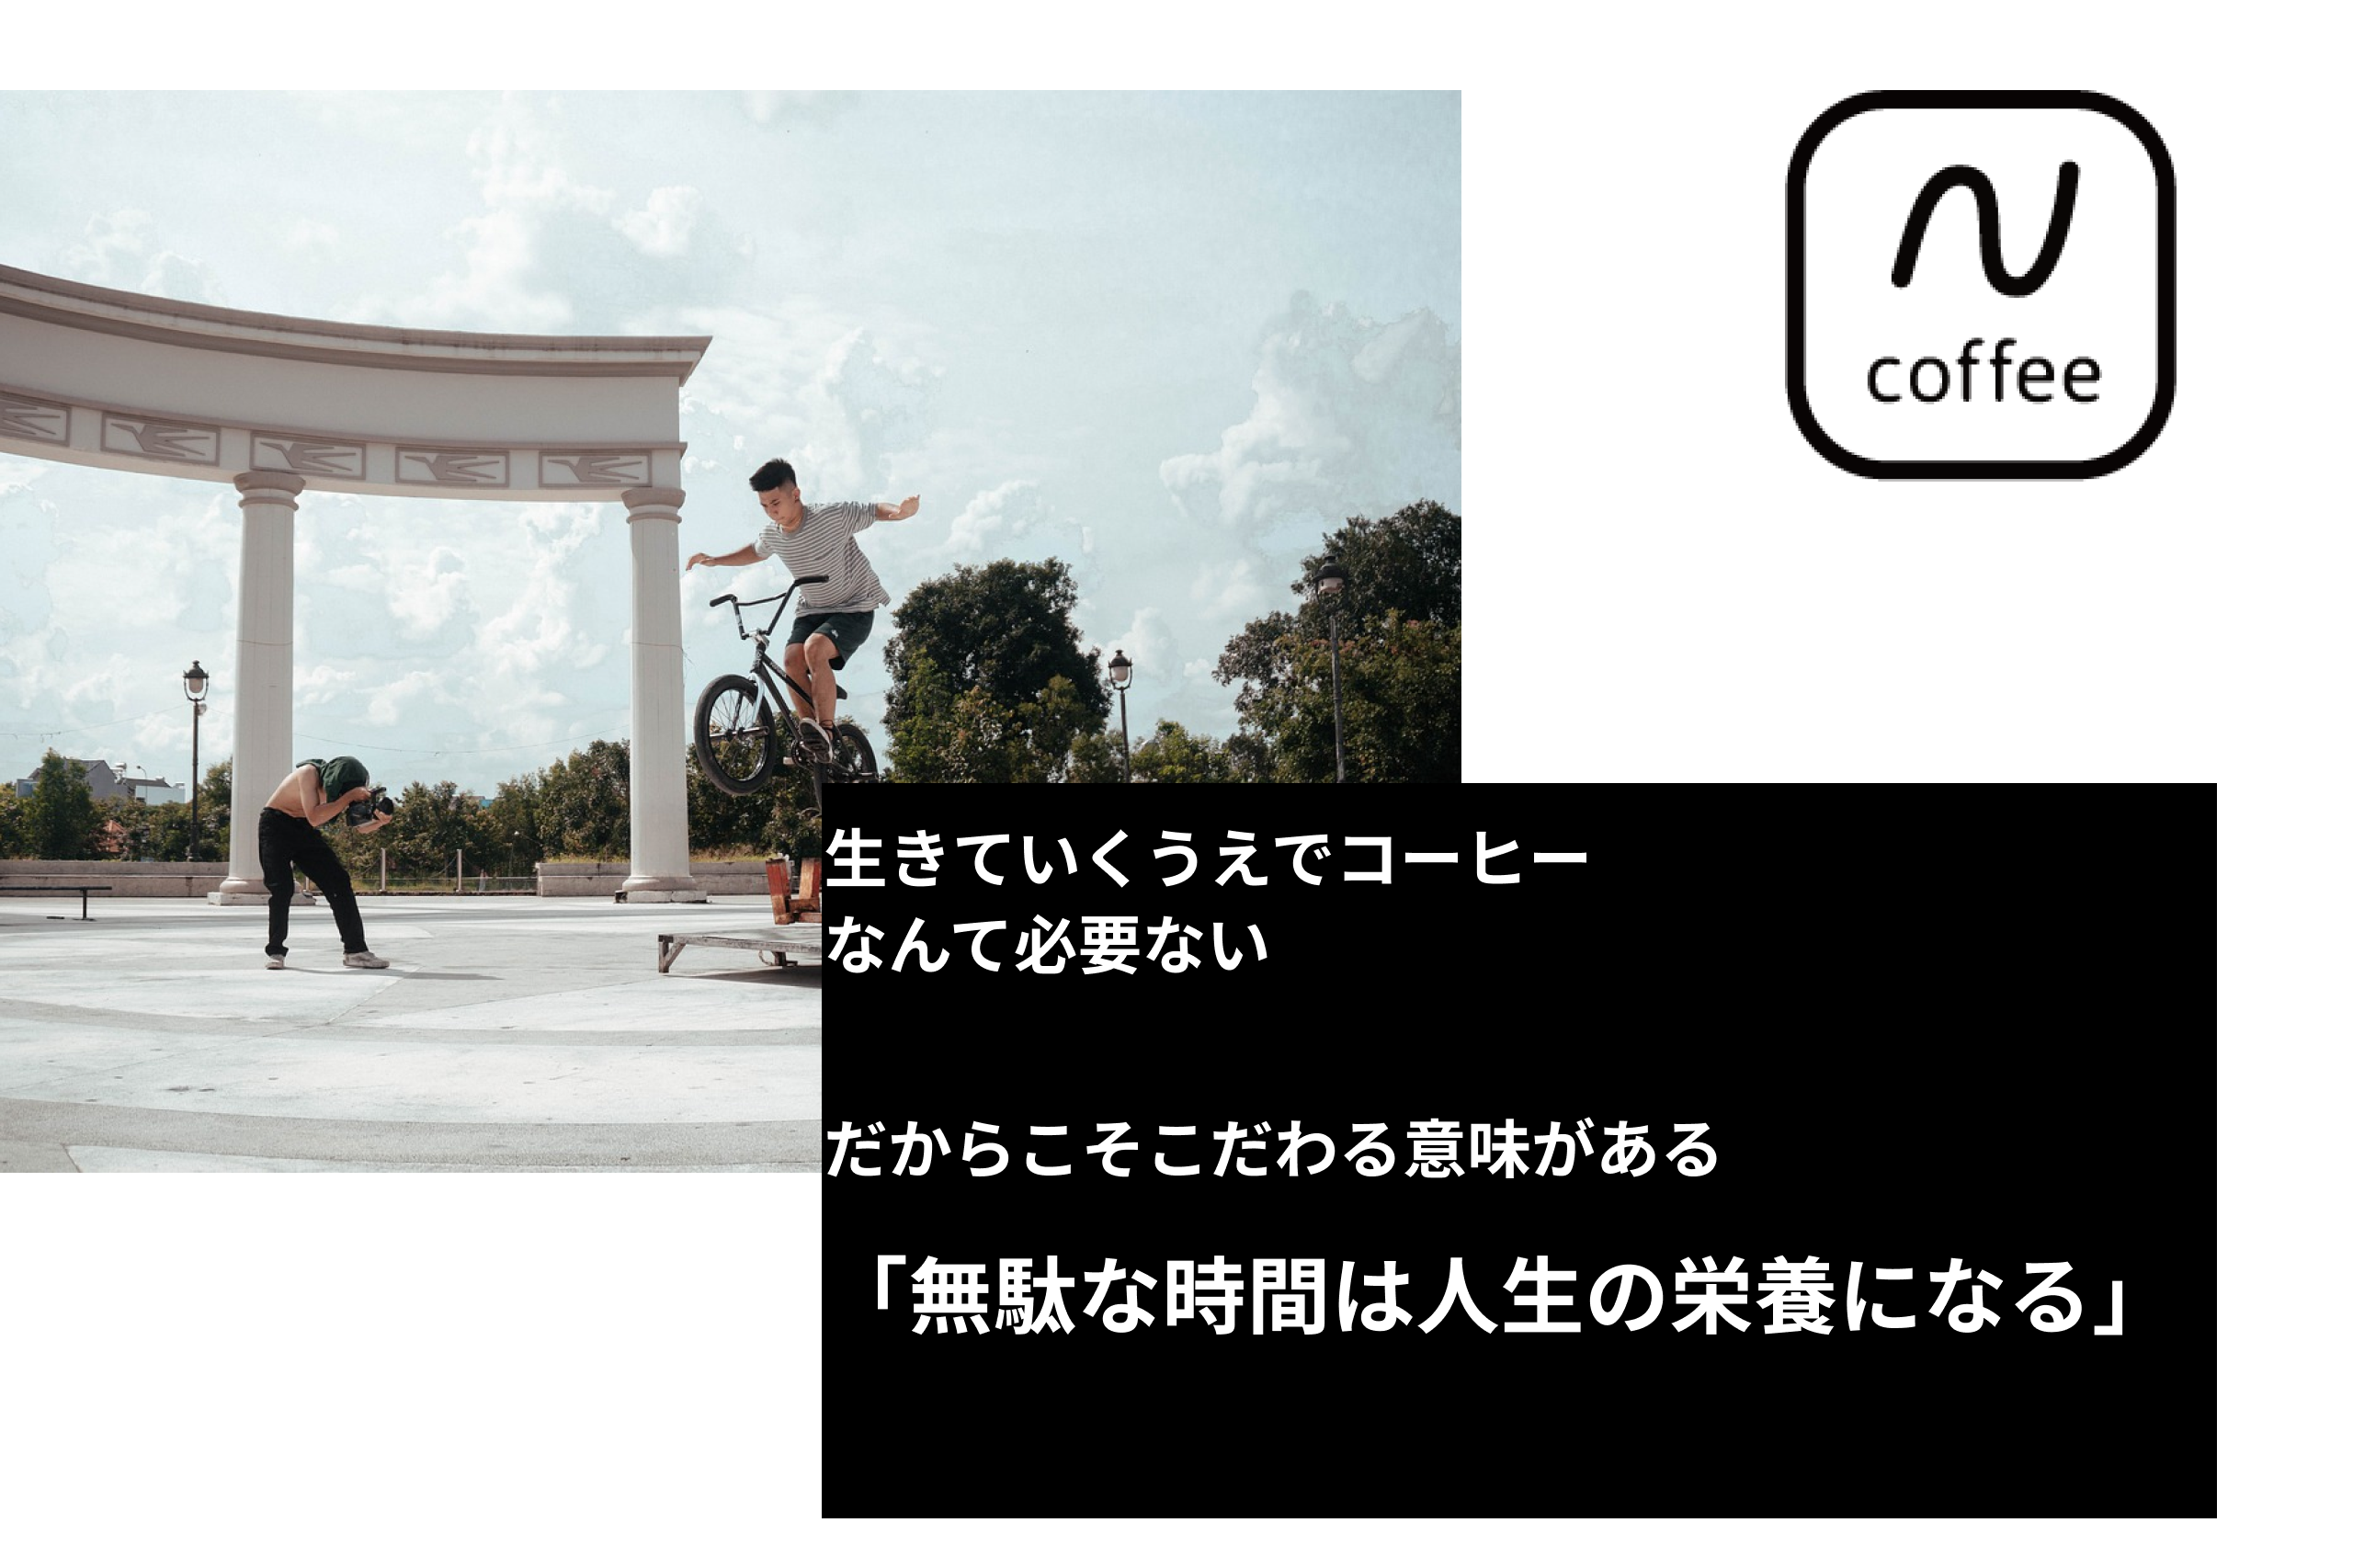 N
coffee
生きていくうえでコーヒー
なんて必要ない
だからこそこだわる意味がある
「無駄な時間は人生の栄養になる」